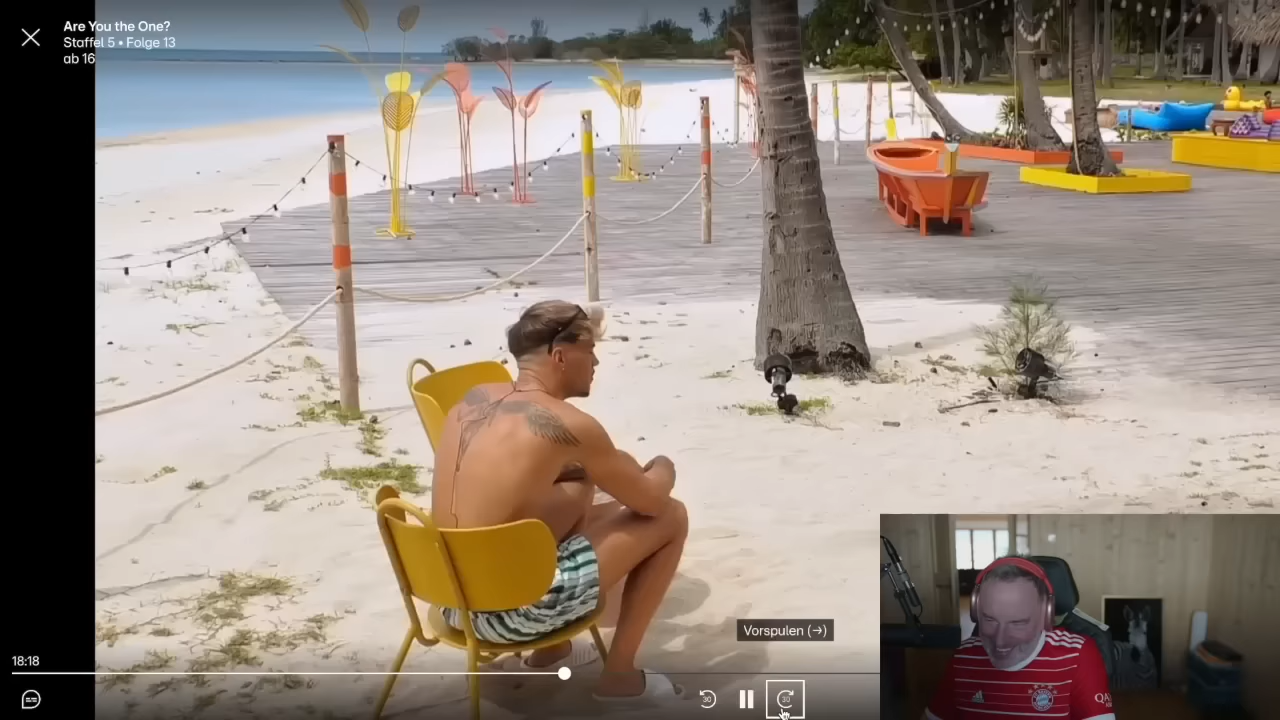 Are You the One?
Staffel 5 • Folge 13
ab 16
Vorspulen (→)
18:18
30
30